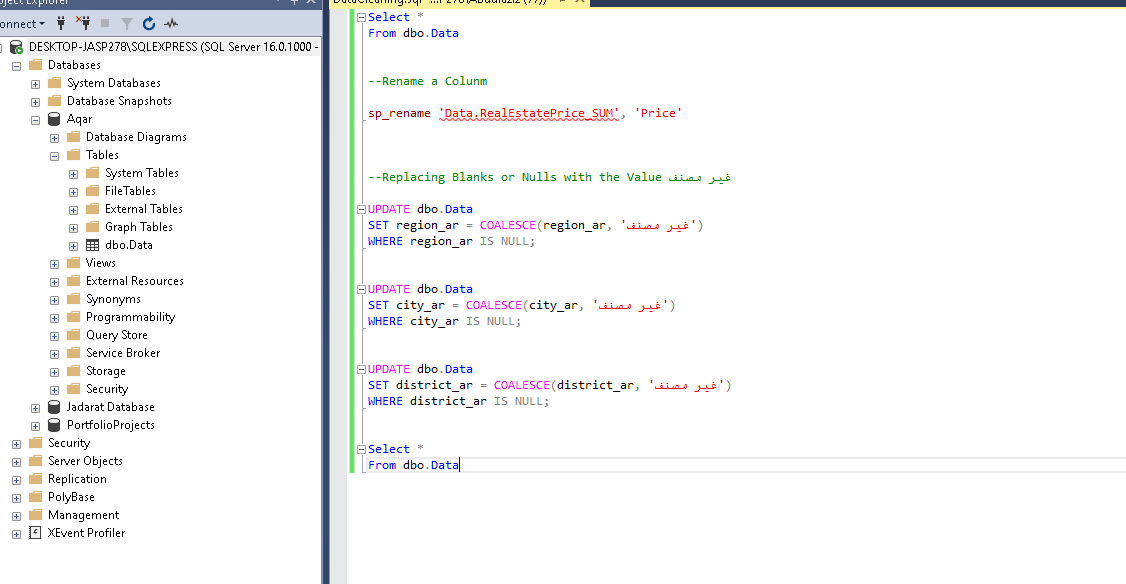 onnect
DESKTOP-JASP278\SQLEXPRESS (SQL Server 16.0.1000 -
Databases
System Databases
Database Snapshots
Aqar
Database Diagrams
Tables
System Tables
FileTables
External Tables
Graph Tables
dbo.Data
Views
External Resources
Synonyms
Programmability
Query Store
Service Broker
Storage
Security
Jadarat Database
PortfolioProjects
Security
Server Objects
Replication
PolyBase
Management
XEvent Profiler
Select *
From dbo.Data
--Rename a Colunm
sp_rename 'Data.RealEstatePrice_SUM', 'Price'
--Replacing Blanks or Nulls with the Value غير مصنف
UPDATE dbo.Data
SET region_ar = COALESCE(region_ar, 'غير مصنف')
WHERE region_ar IS NULL;
UPDATE dbo.Data
SET city_ar = COALESCE(city_ar, 'غير مصنف')
WHERE city_ar IS NULL;
UPDATE dbo.Data
SET district_ar = COALESCE(district_ar, 'غير مصنف')
WHERE district_ar IS NULL;
Select *
From dbo.Data